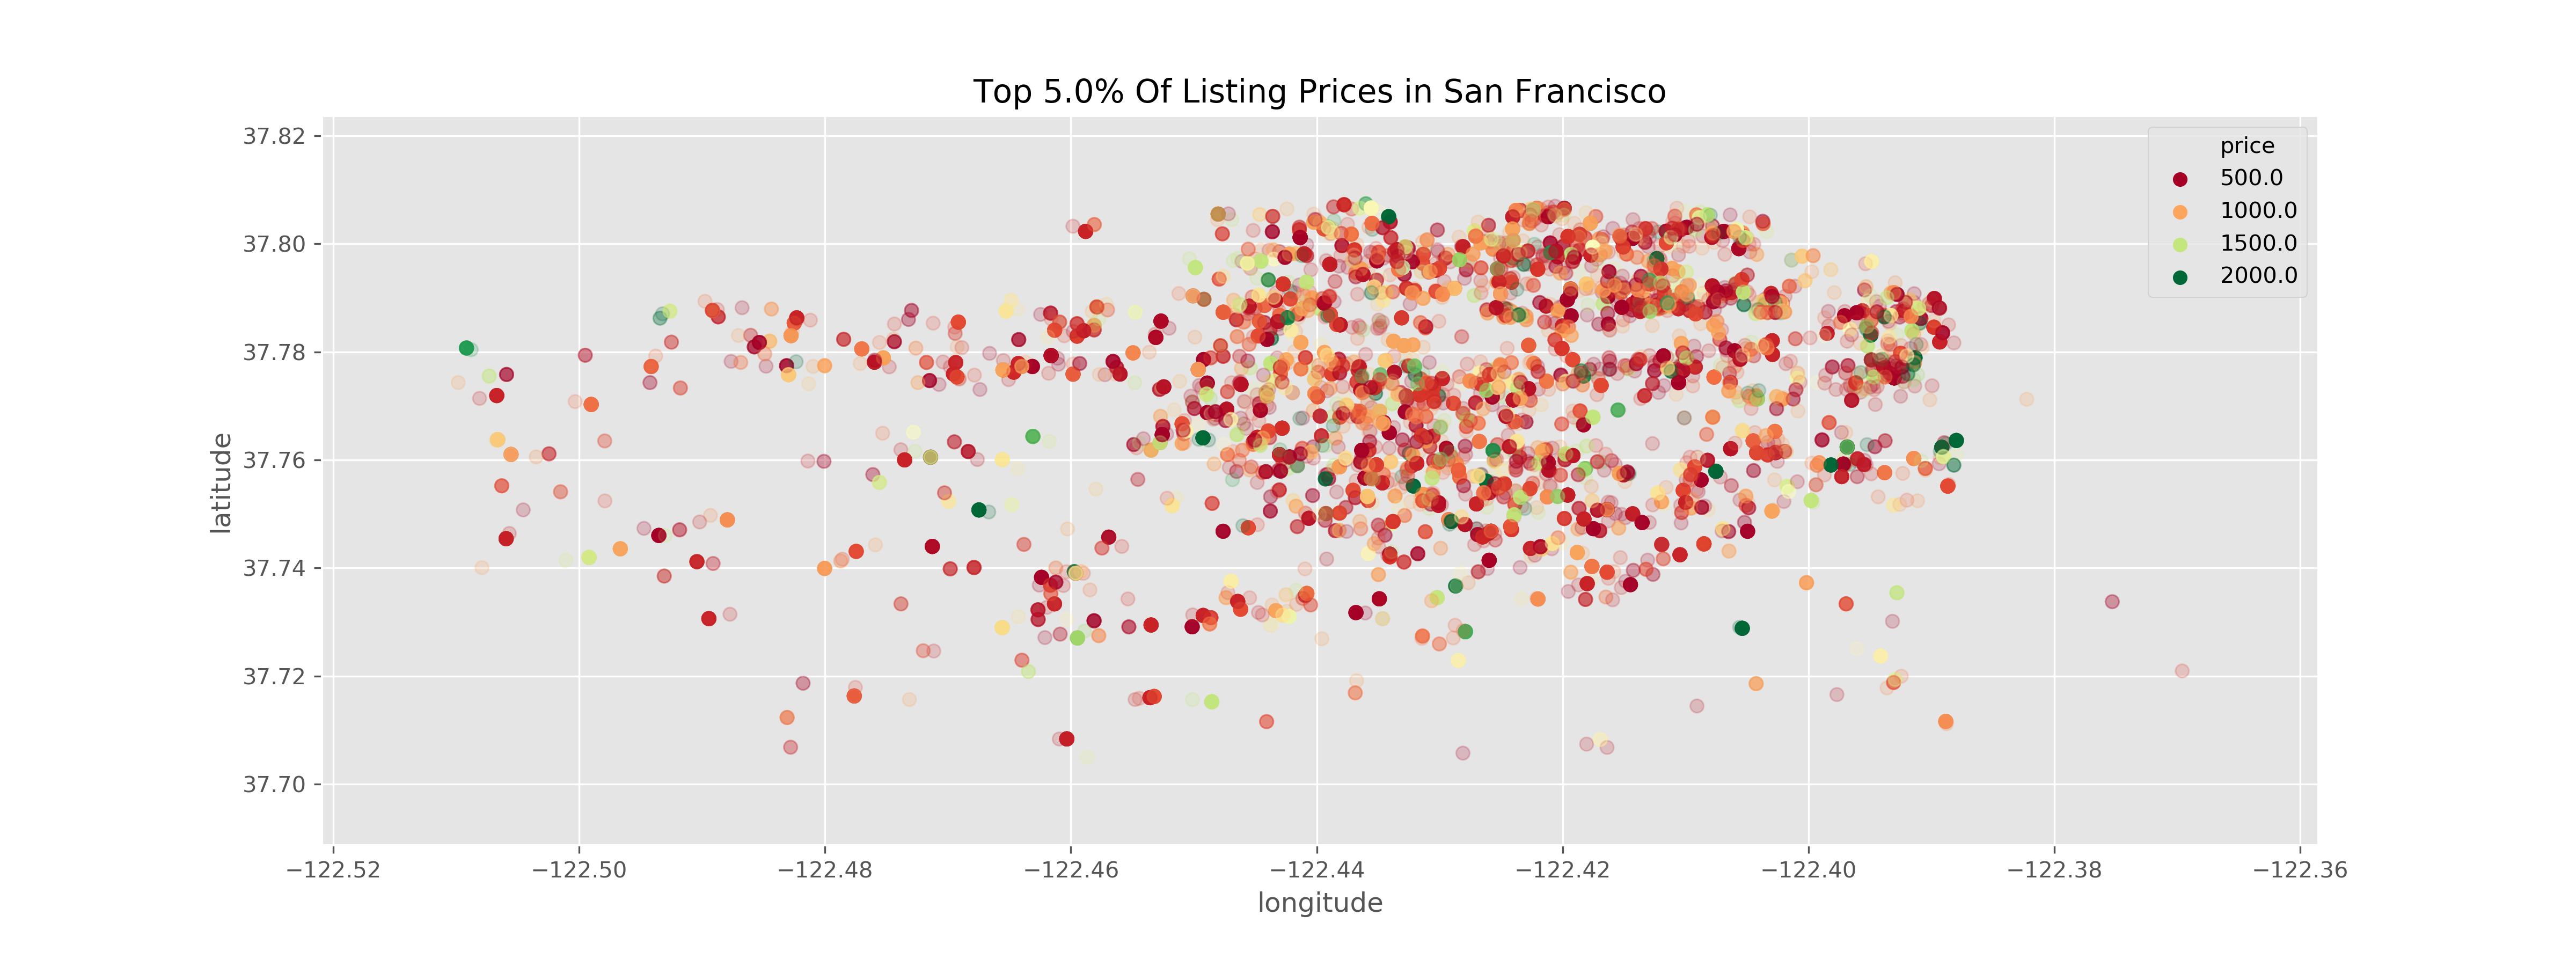 Top 5.0% Of Listing Prices in San Francisco
price
500.0
1000.0
1500.0
2000.0
latitude
37.82
37.80
37.78
37.76
37.74
37.72
37.70
−122.52 −122.50 −122.48 −122.46 −122.44 −122.42 −122.40 −122.38 −122.36
longitude